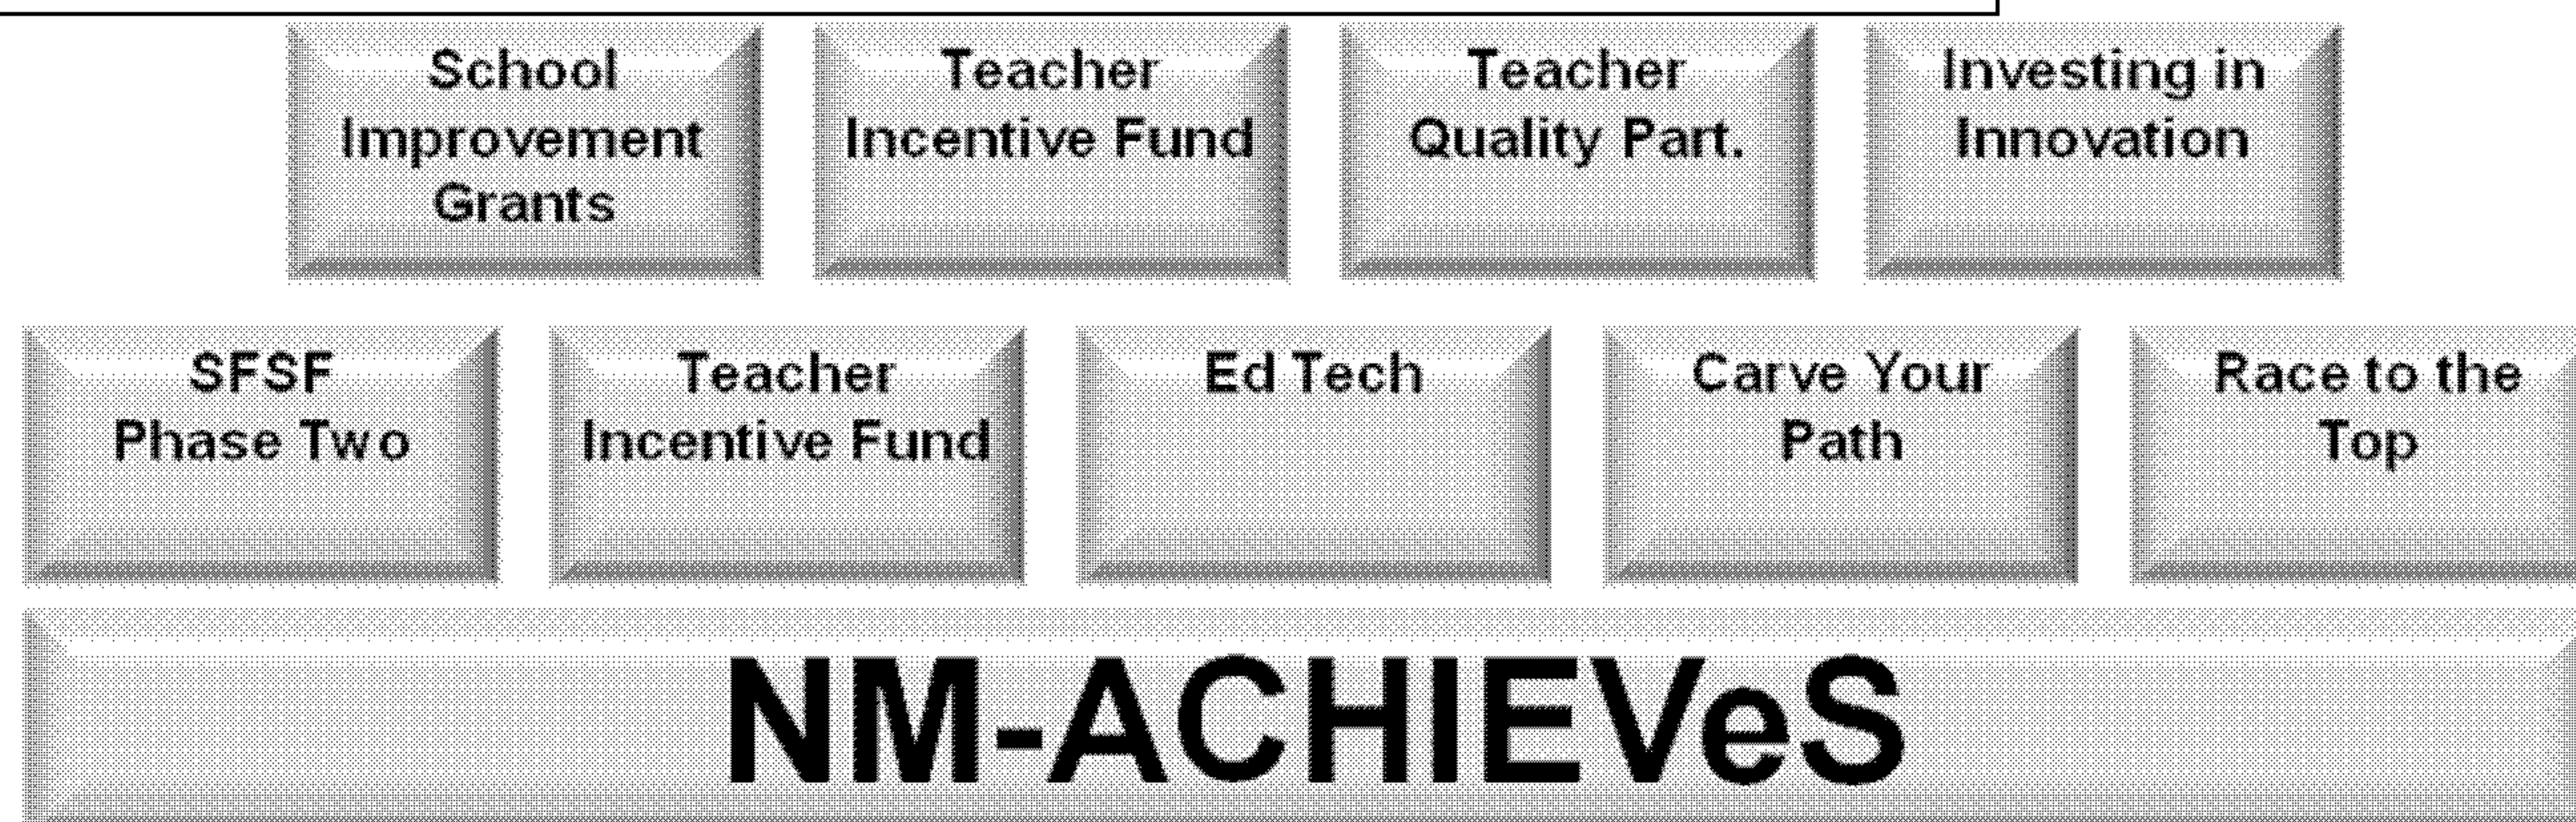 School
Improvement
Grants
Teacher
Incentive Fund
Teacher
Quality Part.
Investing in
Innovation
SFSF
Phase Two
Teacher
Incentive Fund
Ed Tech
Carve Your
Path
Race to the
Top
NM-ACHIEVeS